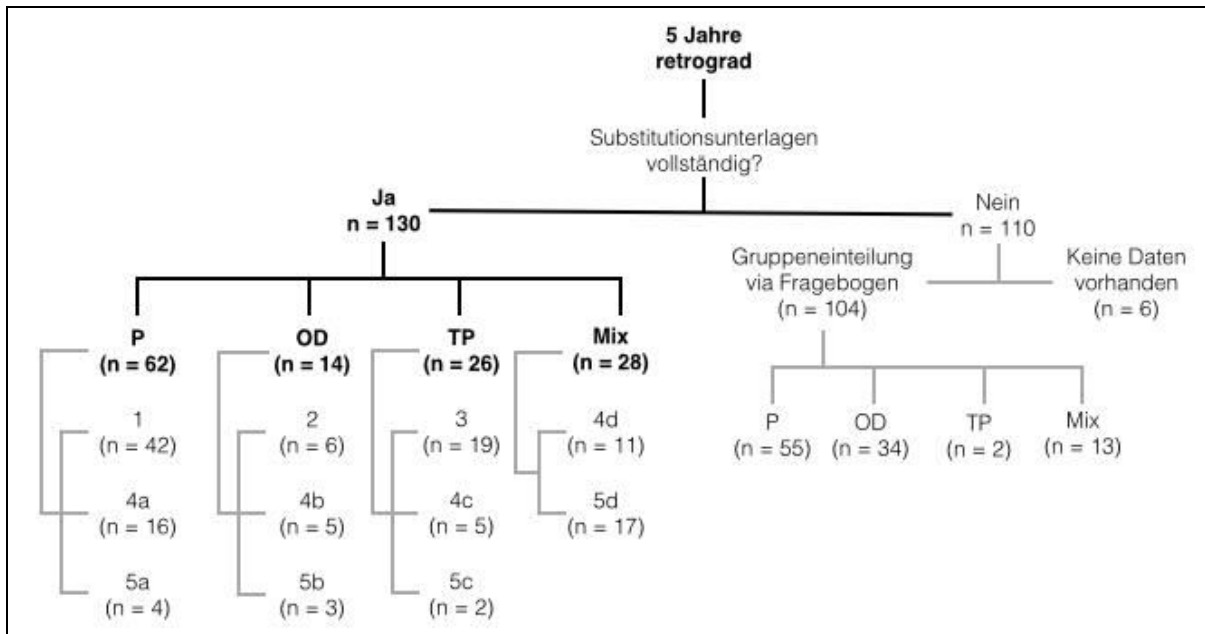 5 Jahre
retrograd
Substitutionsunterlagen
vollständig?
Ja
n = 130
Nein
n = 110
Gruppeneinteilung
via Fragebogen
(n = 104)
Keine Daten
vorhanden
(n = 6)
P
(n = 62)
OD
(n = 14)
TP
(n = 26)
Mix
(n = 28)
1
(n = 42)
2
(n = 6)
3
(n = 19)
4d
(n = 11)
4a
(n = 16)
4b
(n = 5)
4c
(n = 5)
5d
(n = 17)
5a
(n = 4)
5b
(n = 3)
5c
(n = 2)
P
(n = 55)
OD
(n = 34)
TP
(n = 2)
Mix
(n = 13)